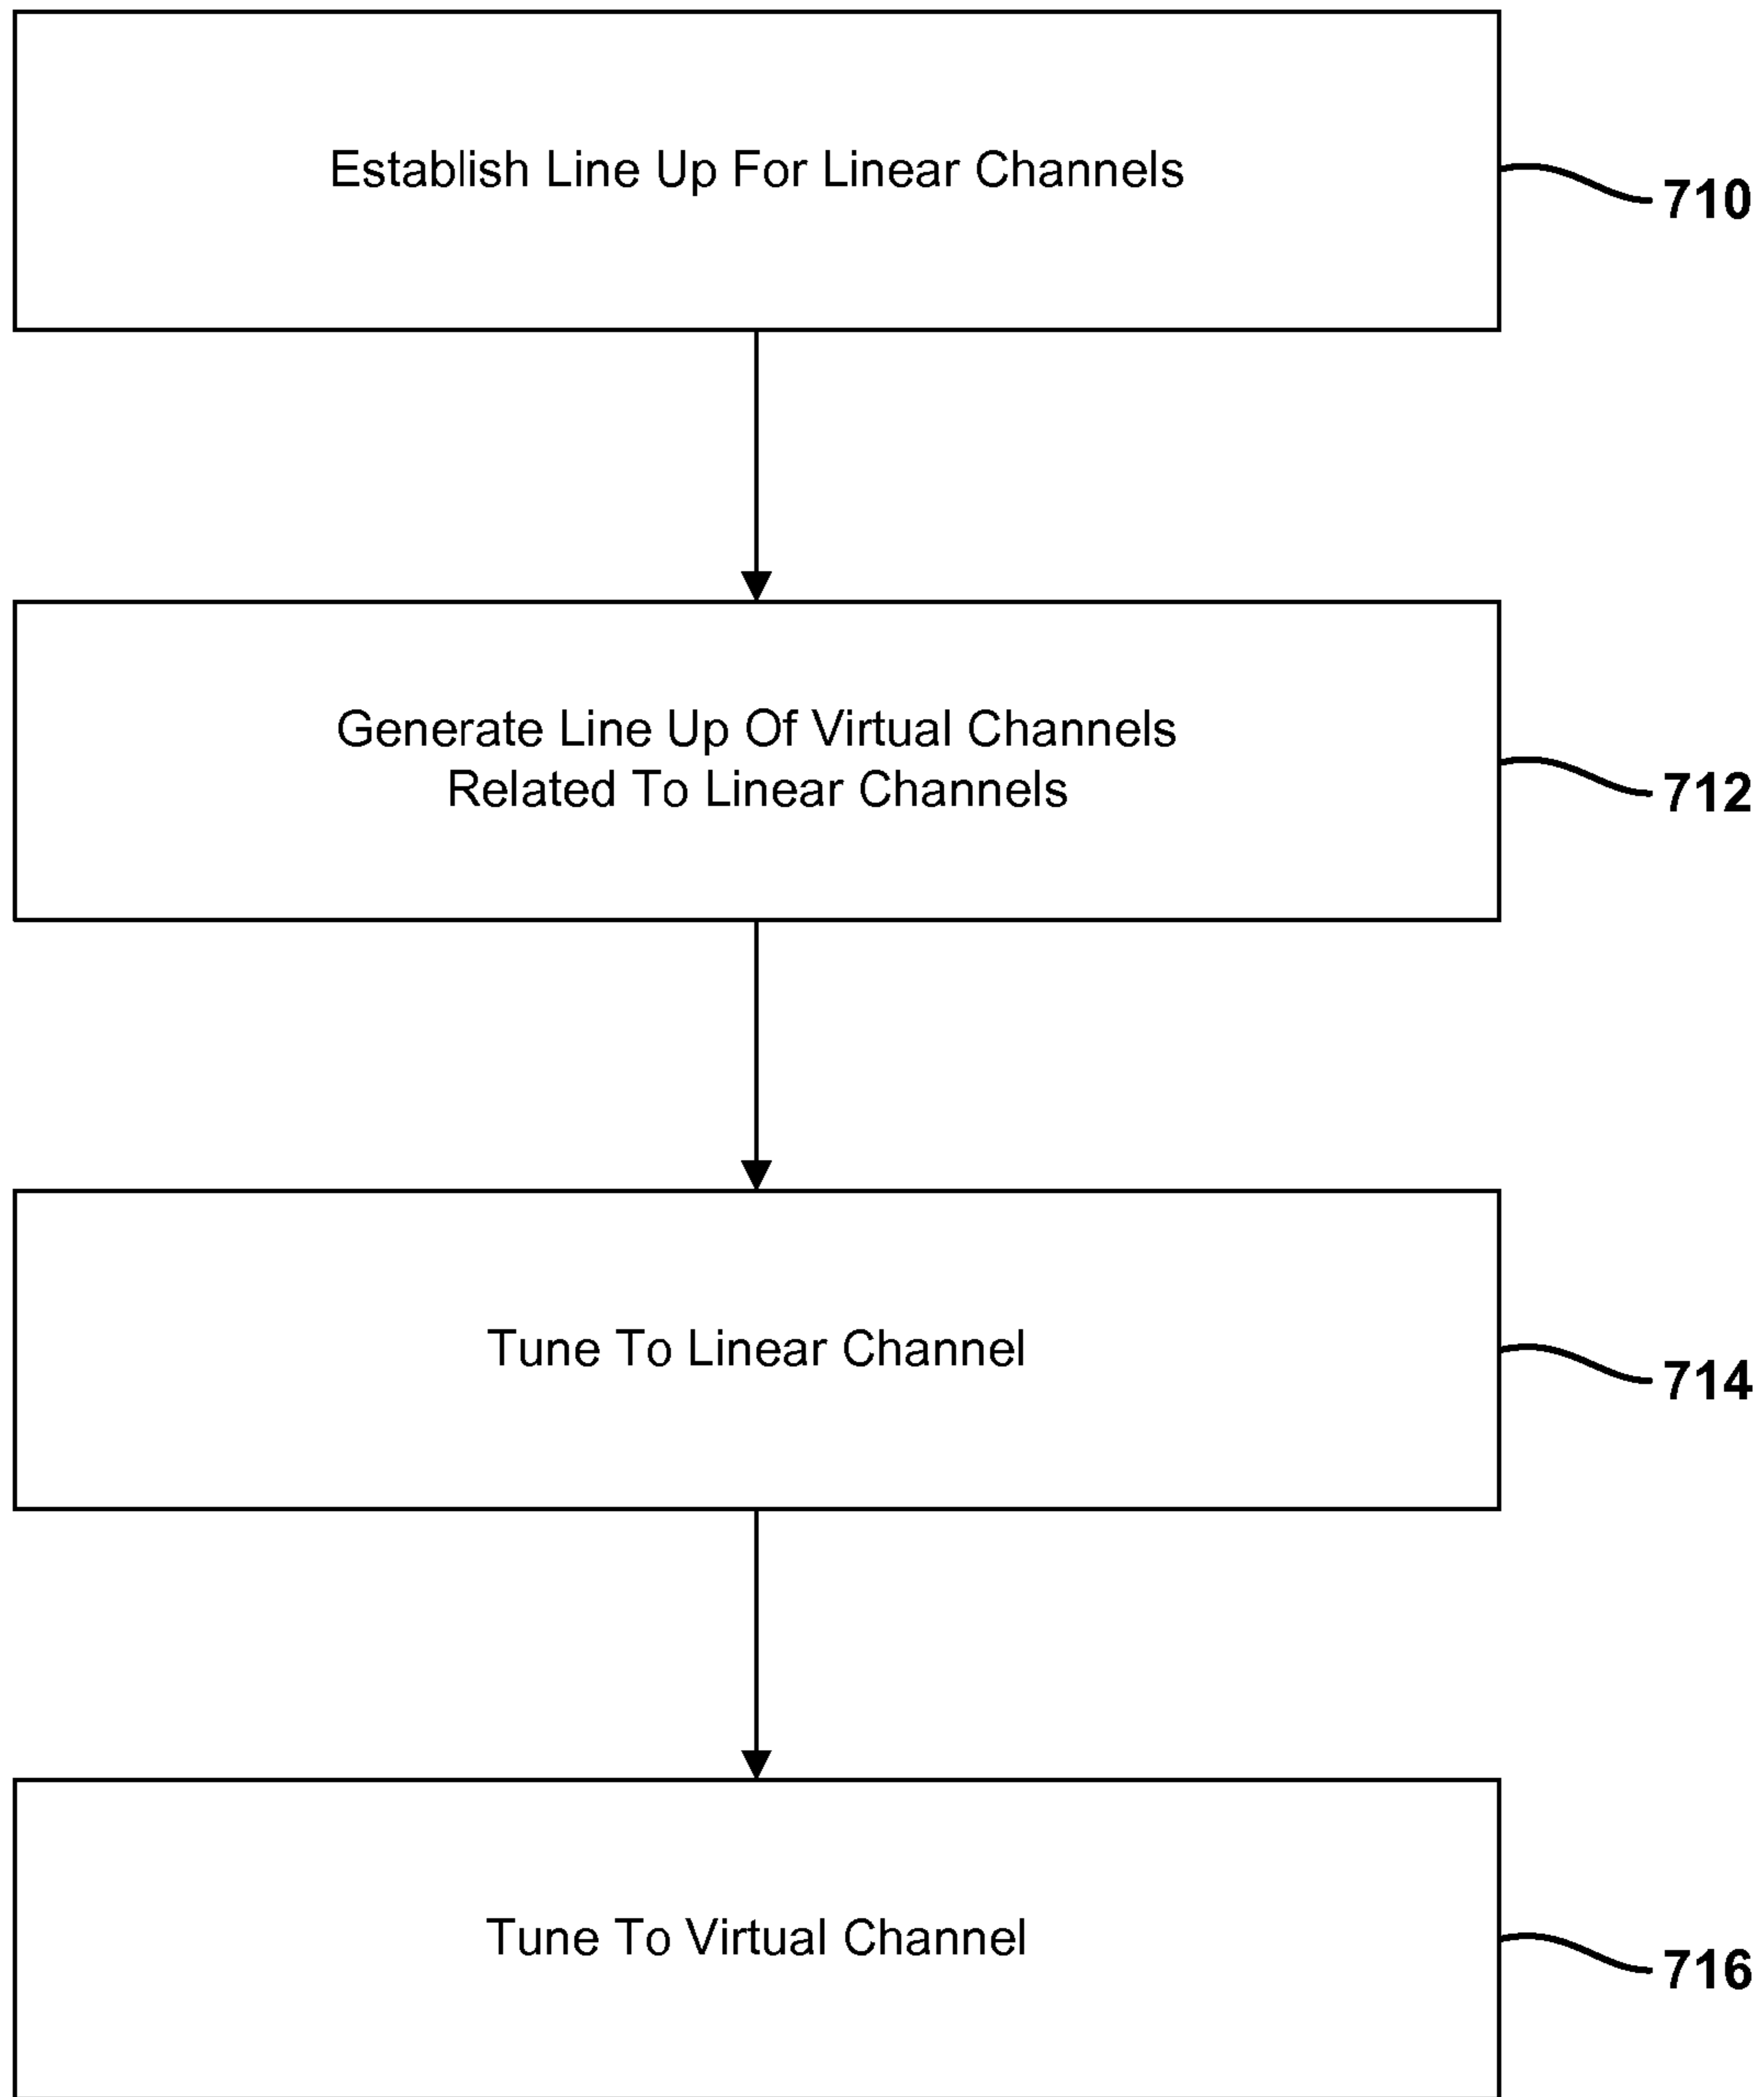 Establish Line Up For Linear Channels
710
Generate Line Up Of Virtual Channels
Related To Linear Channels
712
Tune To Linear Channel
714
Tune To Virtual Channel
716